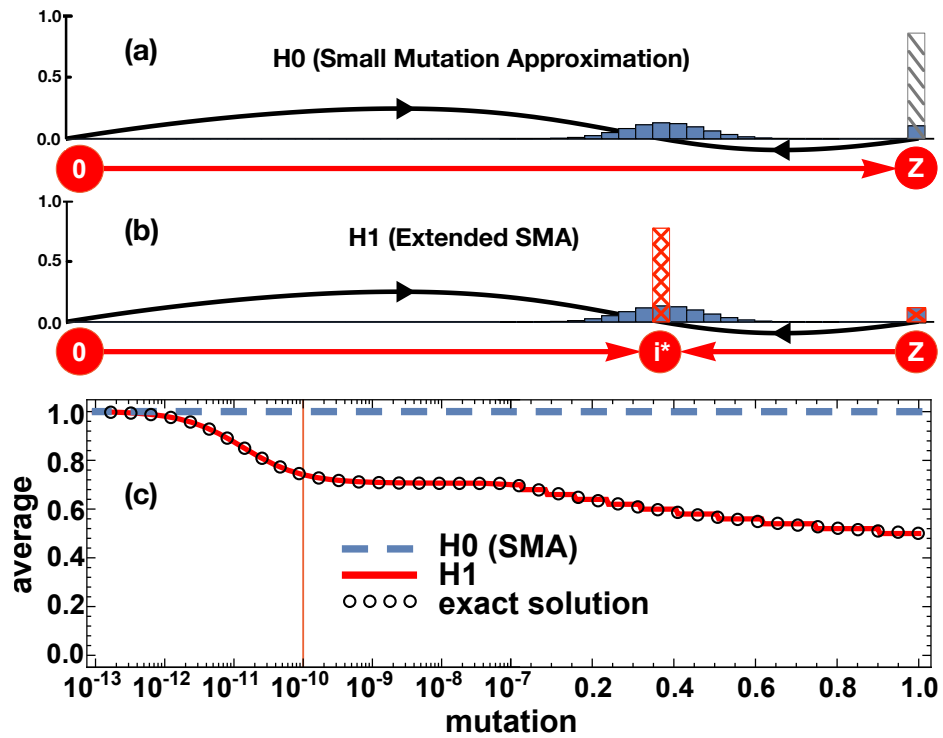 1.0
(a)
H0 (Small Mutation Approximation)
0.5
0.0
0
Z
1.0
(b)
H1 (Extended SMA)
0.5
0.0
0
i*
Z
1.0
0.8
0.6
0.4
0.2
0.0
average
(c)
H0 (SMA)
H1
exact solution
10-13 10-12 10-11 10-10 10-9 10-8 10-7 0.2 0.4 0.6 0.8 1.0
mutation